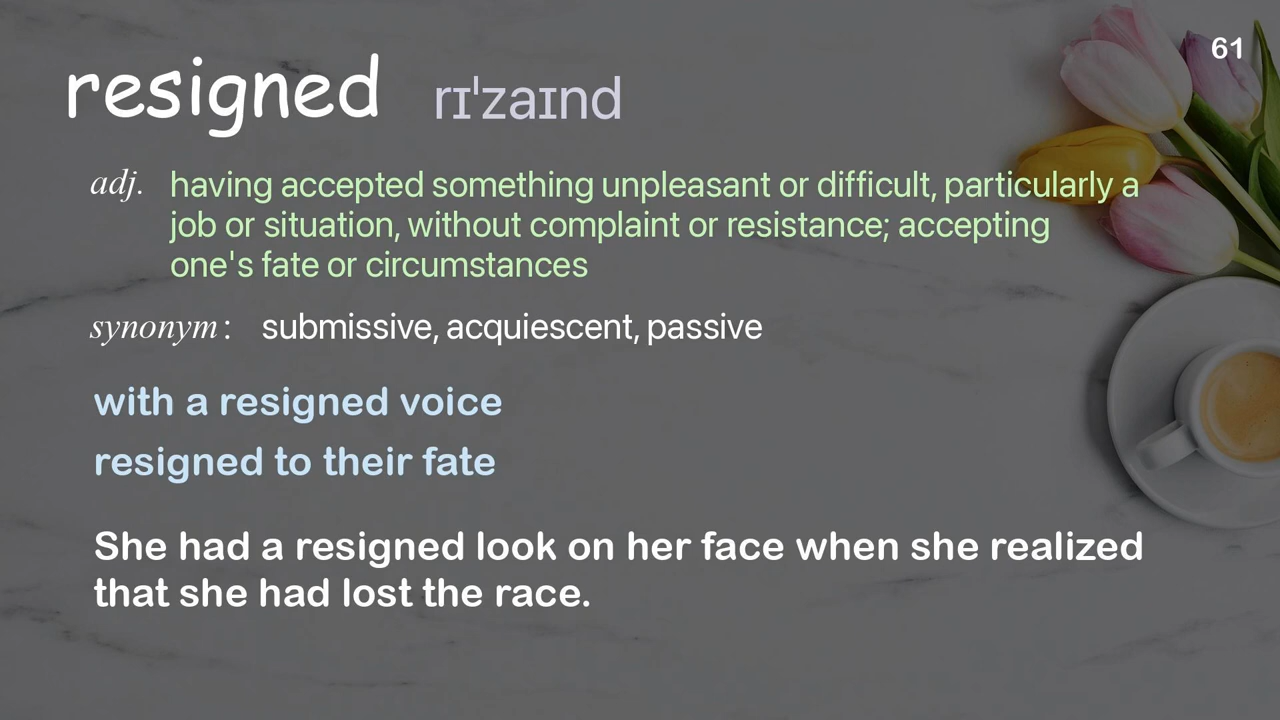 61
resigned rɪˈzaɪnd
adj. having accepted something unpleasant or difficult, particularly a
job or situation, without complaint or resistance; accepting
one's fate or circumstances
synonym: submissive, acquiescent, passive
with a resigned voice
resigned to their fate
She had a resigned look on her face when she realized
that she had lost the race.